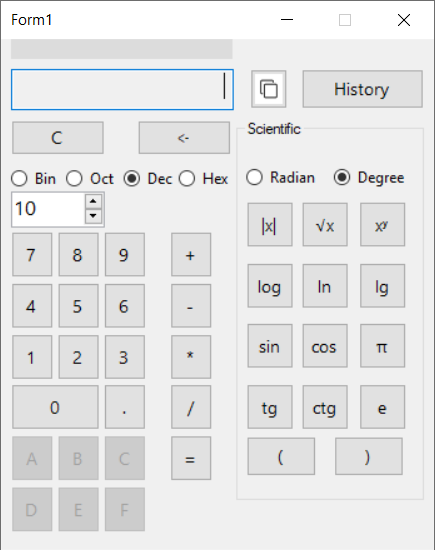 Form1
History
C <-
Scientific
Bin Oct Dec Hex
Radian Degree
10
|x| √x xʸ
7 8 9 +
log ln lg
4 5 6 -
sin cos π
1 2 3 *
tg ctg e
0 . /
( )
A B C =
D E F